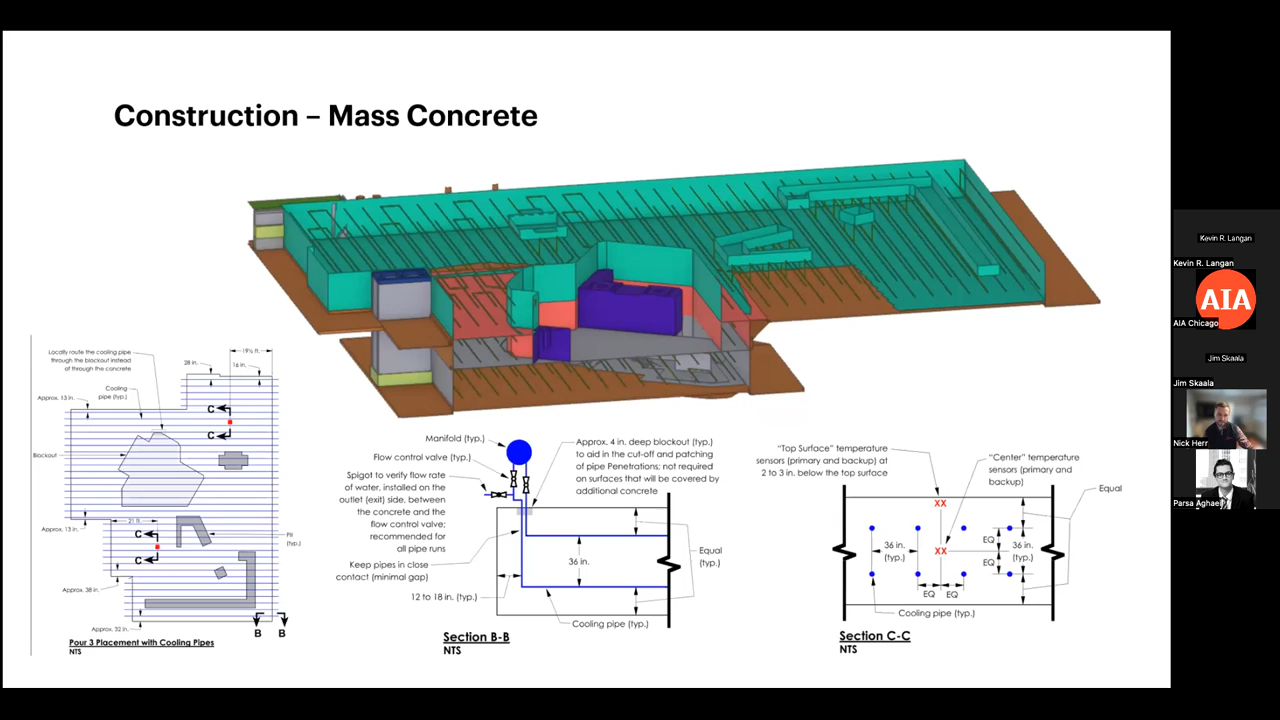 Construction – Mass Concrete
Locally route the cooling pipe
through the blockout instead
of through the concrete
19½ ft.
28 in.
16 in.
Cooling
pipe (typ.)
Approx. 13 in.
C
C
Blockout
Approx. 13 in.
21 ft.
C
C
Pit
(typ.)
Approx. 38 in.
Approx. 32 in.
B
B
Pour 3 Placement with Cooling Pipes
NTS
Manifold (typ.)
Flow control valve (typ.)
Spigot to verify flow rate
of water, installed on the
outlet (exit) side, between
the concrete and the
flow control valve;
recommended for
all pipe runs
Keep pipes in close
contact (minimal gap)
12 to 18 in. (typ.)
Approx. 4 in. deep blockout (typ.)
to aid in the cut-off and patching
of pipe Penetrations; not required
on surfaces that will be covered by
additional concrete
36 in.
Equal
(typ.)
Cooling pipe (typ.)
Section B-B
NTS
"Top Surface" temperature
sensors (primary and backup) at
2 to 3 in. below the top surface
"Center" temperature
sensors (primary and
backup)
Equal
XX
36 in.
(typ.)
XX
EQ
EQ
36 in.
(typ.)
EQ
EQ
Cooling pipe (typ.)
Section C-C
NTS
Kevin R. Langan
Kevin R. Langan
AIA
AIA Chicago
Jim Skaala
Jim Skaala
Nick Herr